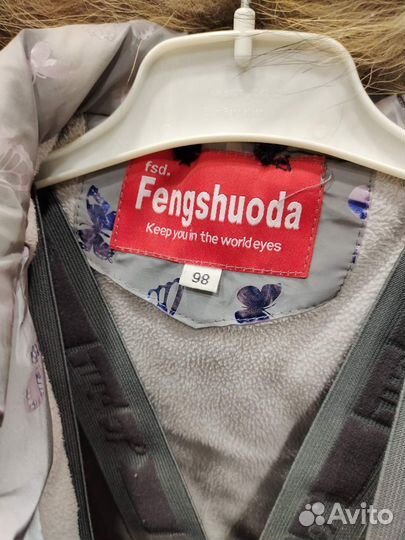 fsd.
Fengshuoda
Keep you in the world eyes
98
Avito